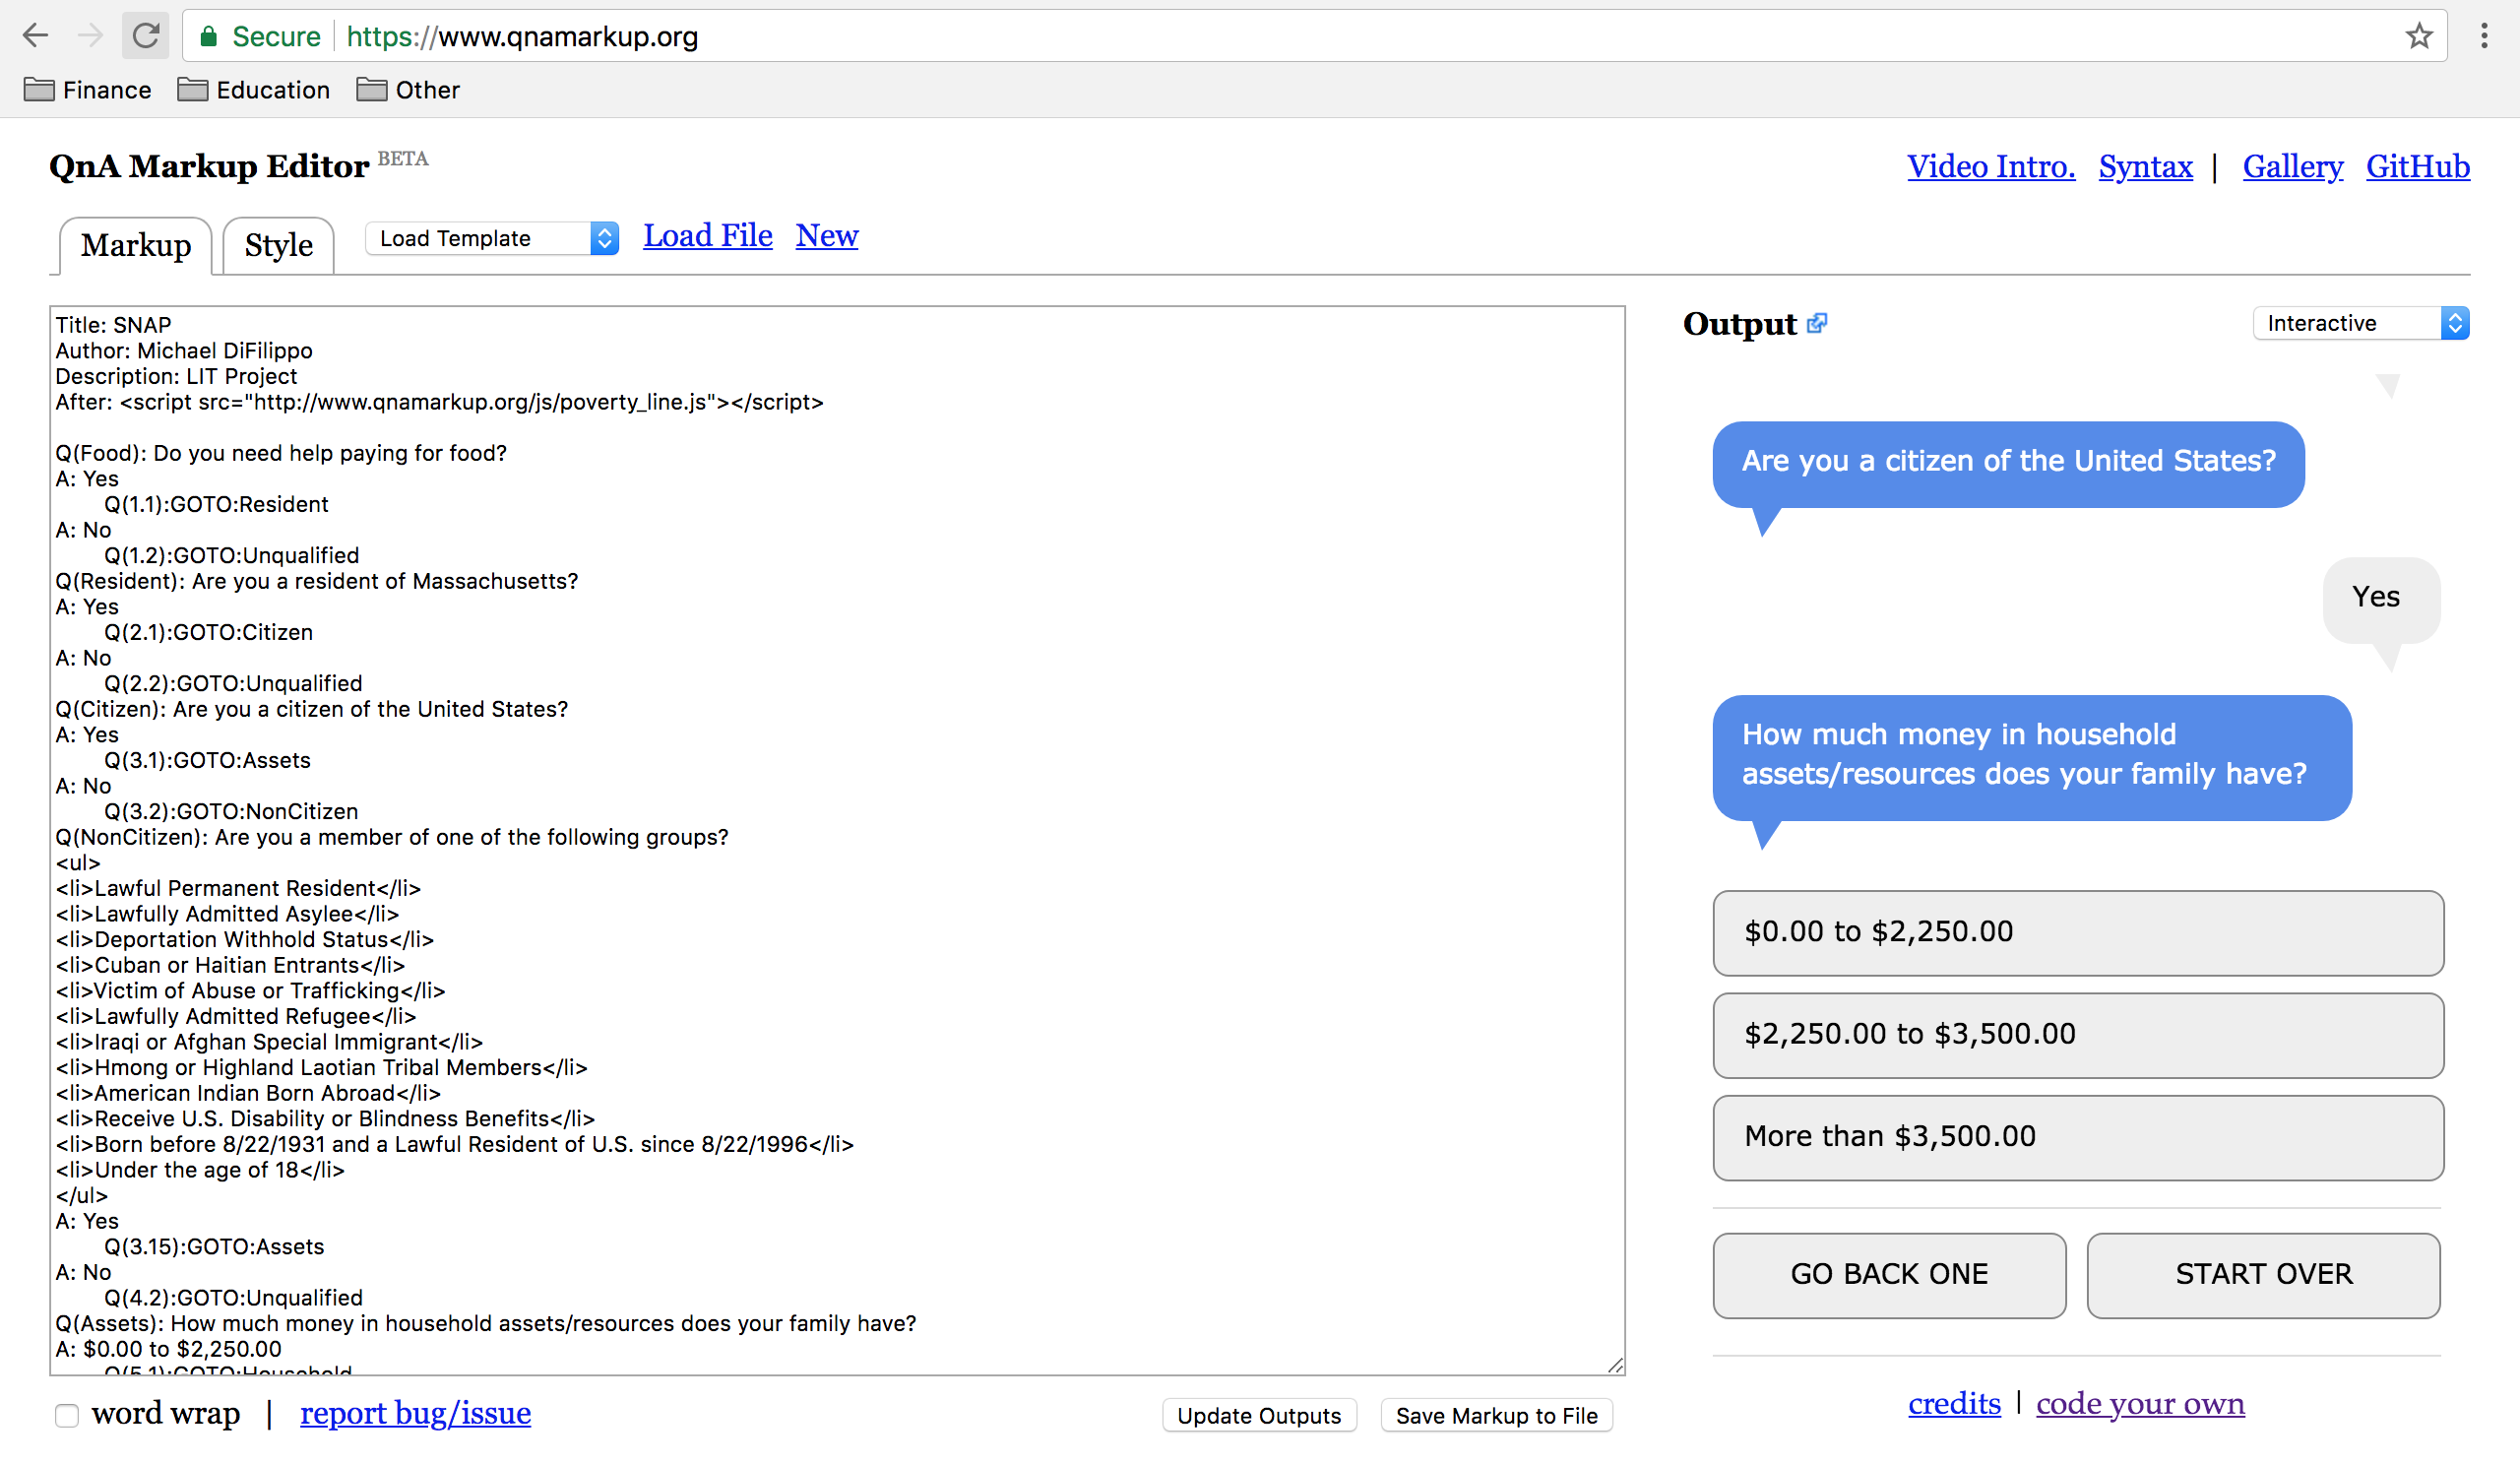 Secure | https://www.qnamarkup.org
Finance Education Other
QnA Markup Editor BETA
Video Intro. Syntax | Gallery GitHub
Markup Style Load Template Load File New
Title: SNAP
Author: Michael DiFilippo
Description: LIT Project
After: <script src="http://www.qnamarkup.org/js/poverty_line.js"></script>
Q(Food): Do you need help paying for food?
A: Yes
Q(1.1):GOTO:Resident
A: No
Q(1.2):GOTO:Unqualified
Q(Resident): Are you a resident of Massachusetts?
A: Yes
Q(2.1):GOTO:Citizen
A: No
Q(2.2):GOTO:Unqualified
Q(Citizen): Are you a citizen of the United States?
A: Yes
Q(3.1):GOTO:Assets
A: No
Q(3.2):GOTO:NonCitizen
Q(NonCitizen): Are you a member of one of the following groups?
<ul>
<li>Lawful Permanent Resident</li>
<li>Lawfully Admitted Asylee</li>
<li>Deportation Withhold Status</li>
<li>Cuban or Haitian Entrants</li>
<li>Victim of Abuse or Trafficking</li>
<li>Lawfully Admitted Refugee</li>
<li>Iraqi or Afghan Special Immigrant</li>
<li>Hmong or Highland Laotian Tribal Members</li>
<li>American Indian Born Abroad</li>
<li>Receive U.S. Disability or Blindness Benefits</li>
<li>Born before 8/22/1931 and a Lawful Resident of U.S. since 8/22/1996</li>
<li>Under the age of 18</li>
</ul>
A: Yes
Q(3.15):GOTO:Assets
A: No
Q(4.2):GOTO:Unqualified
Q(Assets): How much money in household assets/resources does your family have?
A: $0.00 to $2,250.00
Q(5.1):GOTO:Household
word wrap | report bug/issue
Update Outputs Save Markup to File
Output Interactive
Are you a citizen of the United States?
Yes
How much money in household
assets/resources does your family have?
$0.00 to $2,250.00
$2,250.00 to $3,500.00
More than $3,500.00
GO BACK ONE START OVER
credits | code your own